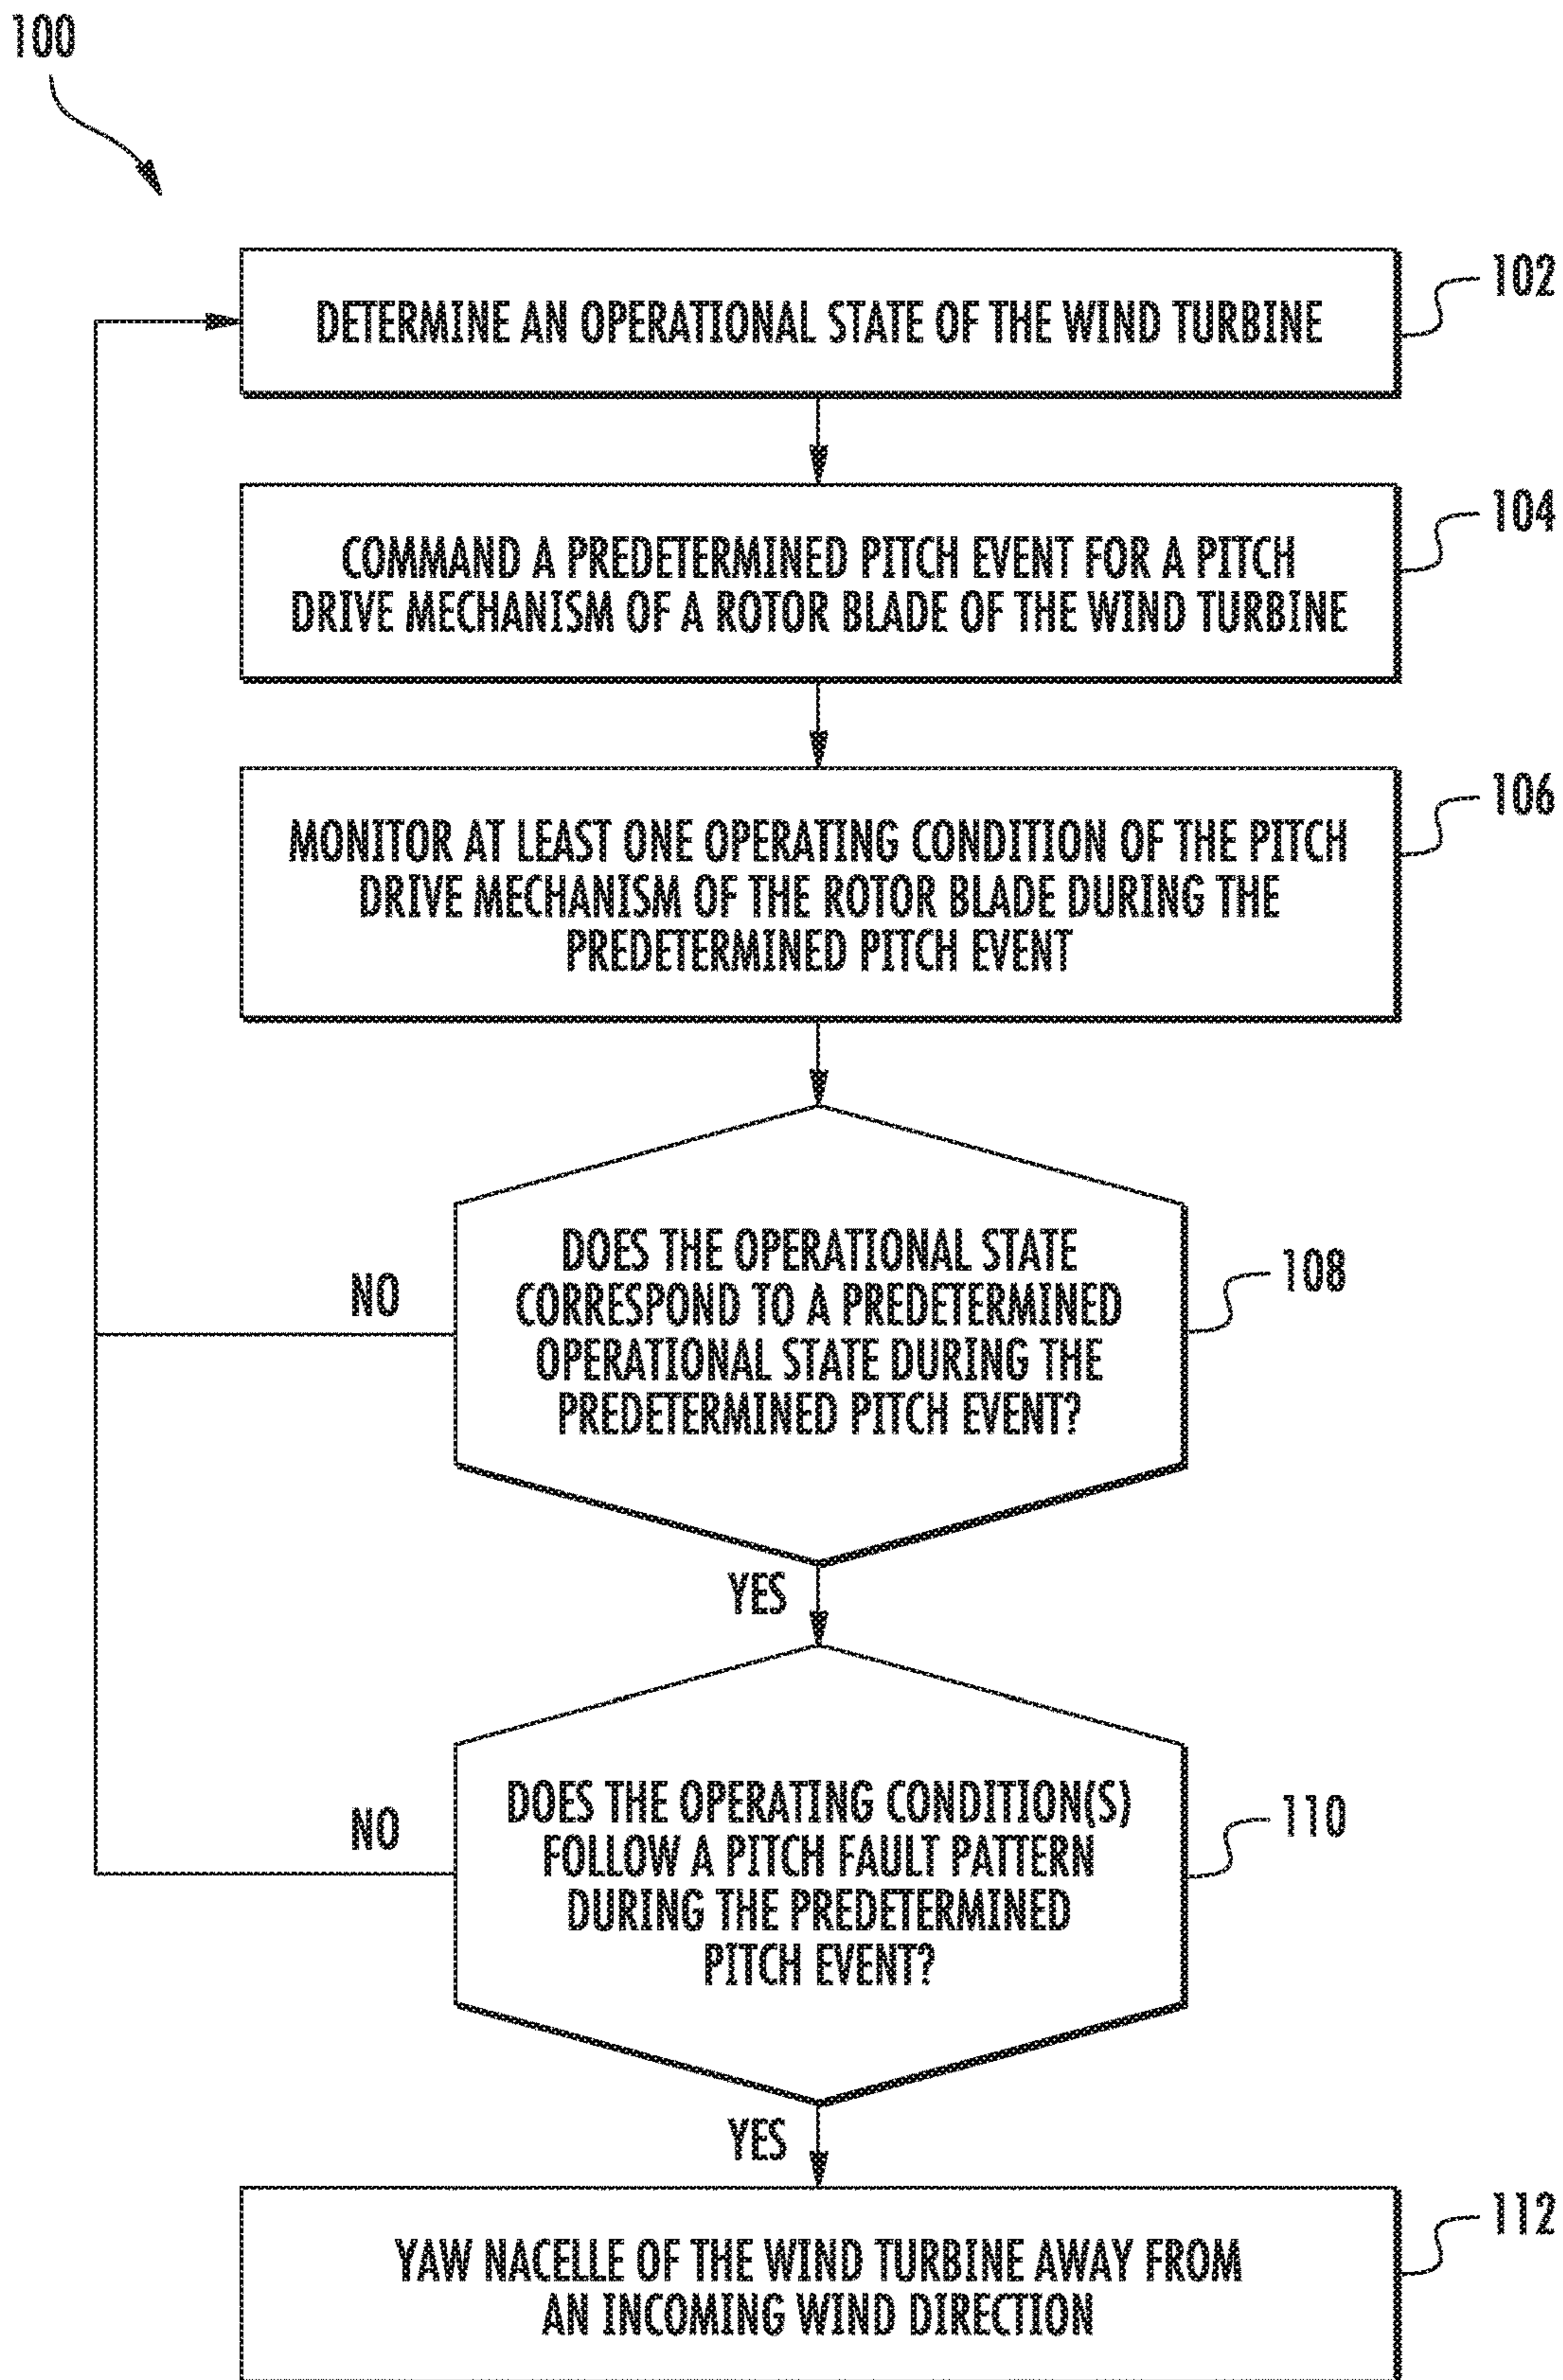 100
DETERMINE AN OPERATIONAL STATE OF THE WIND TURBINE
102
COMMAND A PREDETERMINED PITCH EVENT FOR A PITCH
DRIVE MECHANISM OF A ROTOR BLADE OF THE WIND TURBINE
104
MONITOR AT LEAST ONE OPERATING CONDITION OF THE PITCH
DRIVE MECHANISM OF THE ROTOR BLADE DURING THE
PREDETERMINED PITCH EVENT
106
DOES THE OPERATIONAL STATE
CORRESPOND TO A PREDETERMINED
OPERATIONAL STATE DURING THE
PREDETERMINED PITCH EVENT?
108
NO
YES
DOES THE OPERATING CONDITION(S)
FOLLOW A PITCH FAULT PATTERN
DURING THE PREDETERMINED
PITCH EVENT?
110
NO
YES
YAW NACELLE OF THE WIND TURBINE AWAY FROM
AN INCOMING WIND DIRECTION
112